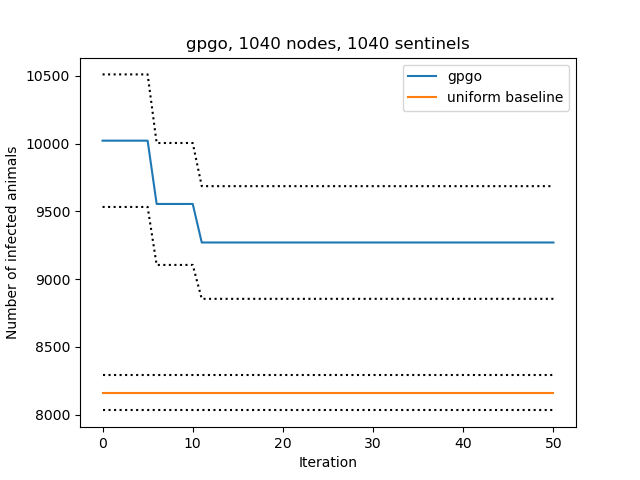 gpgo, 1040 nodes, 1040 sentinels
gpgo
uniform baseline
Number of infected animals
10500
10000
9500
9000
8500
8000
0 10 20 30 40 50
Iteration